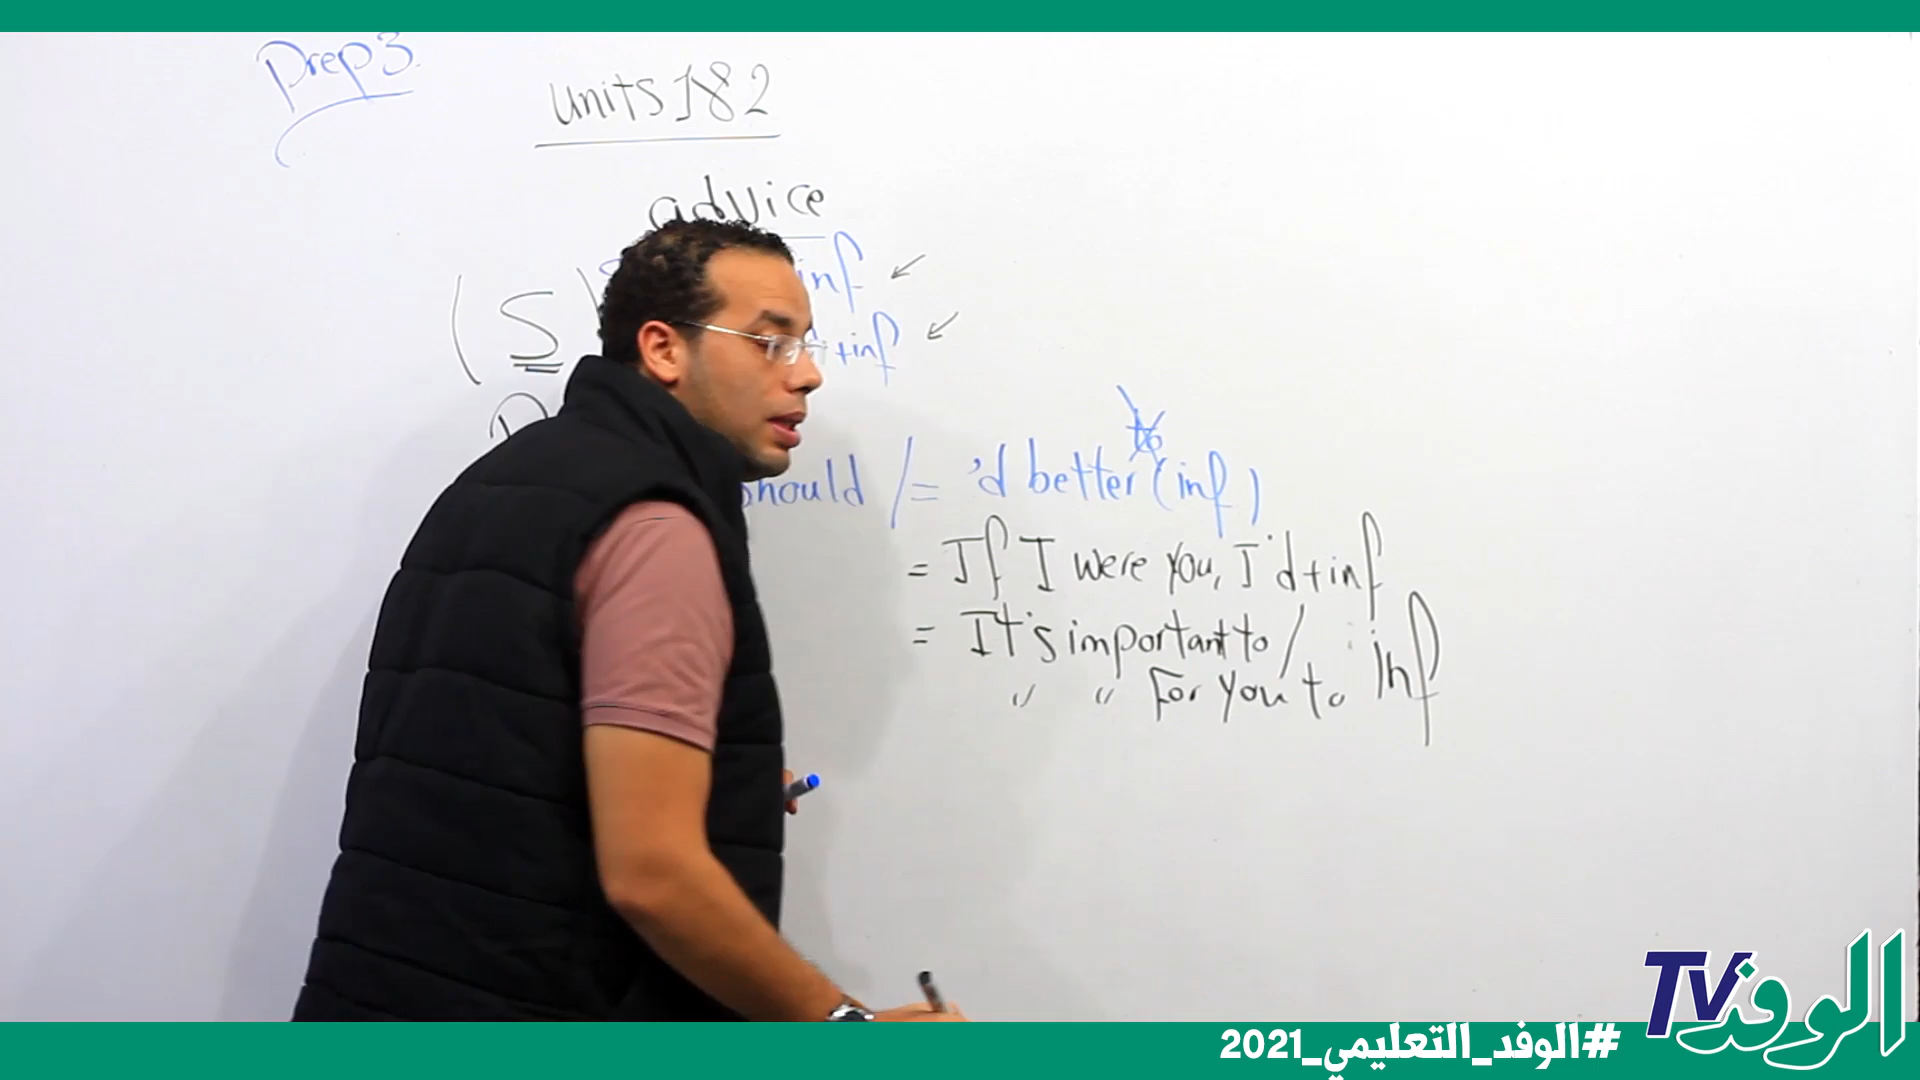 Prep3
units 1&2
advice
(S) inf
+inf
should /= 'd better to (inf)
= If I were you, I'd + inf
= It's important to / inf
" " For you to
TV الوفد
#الوفد_التعليمي_2021